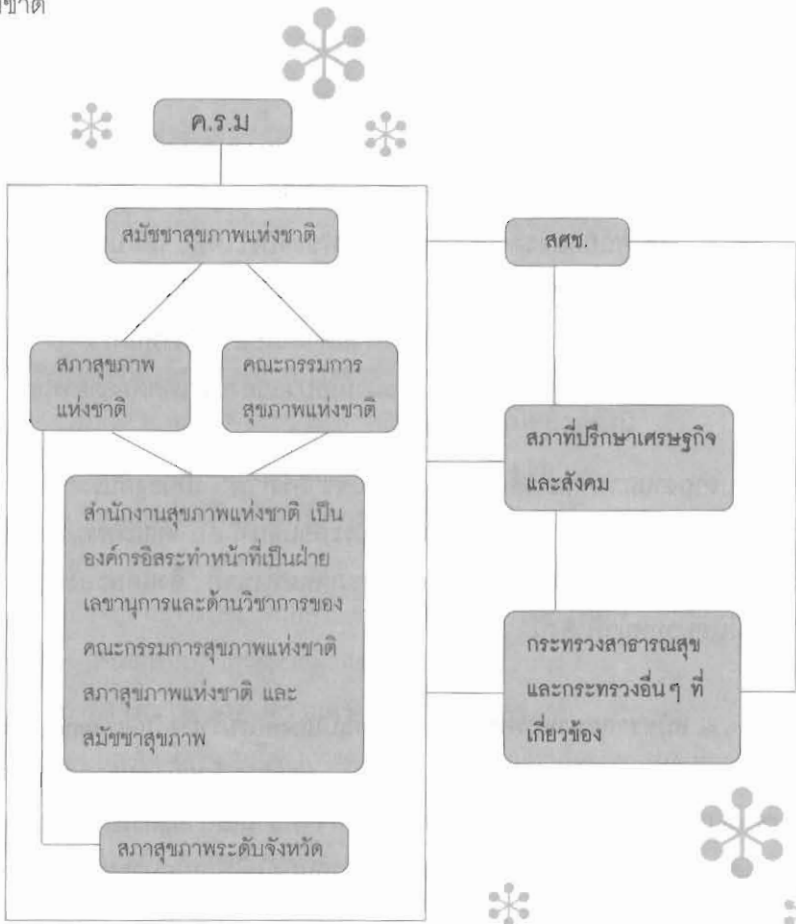 ค.ร.ม
สมัชชาสุขภาพแห่งชาติ
สศช.
สภาสุขภาพ
แห่งชาติ
คณะกรรมการ
สุขภาพแห่งชาติ
สภาที่ปรึกษาเศรษฐกิจ
และสังคม
สำนักงานสุขภาพแห่งชาติ เป็น
องค์กรอิสระทำหน้าที่เป็นฝ่าย
เลขานุการและด้านวิชาการของ
คณะกรรมการสุขภาพแห่งชาติ
สภาสุขภาพแห่งชาติ และ
สมัชชาสุขภาพ
กระทรวงสาธารณสุข
และกระทรวงอื่น ๆ ที่
เกี่ยวข้อง
สภาสุขภาพระดับจังหวัด